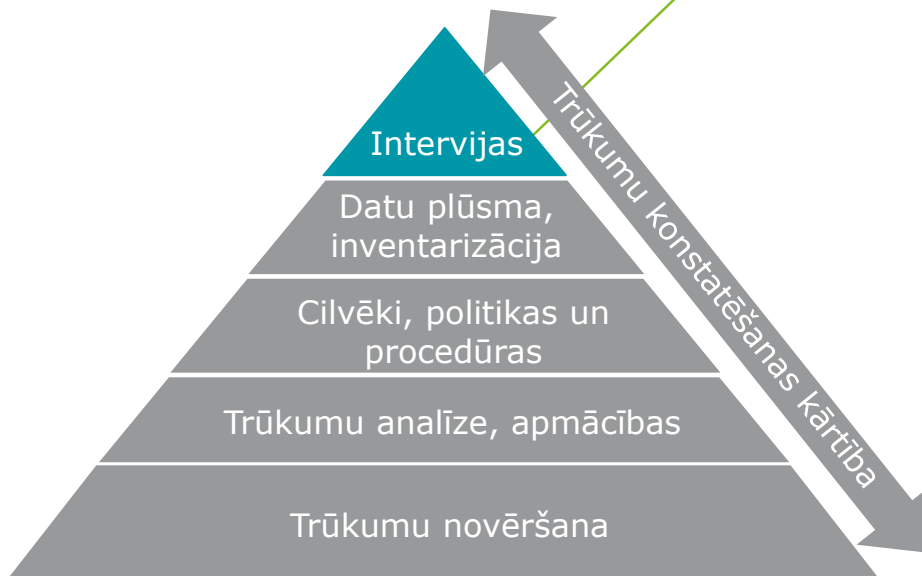 Intervijas
Datu plūsma,
inventarizācija
Cilvēki, politikas un
procedūras
Trūkumu analīze, apmācības
Trūkumu novēršana
Trūkumu konstatēšanas kārtība